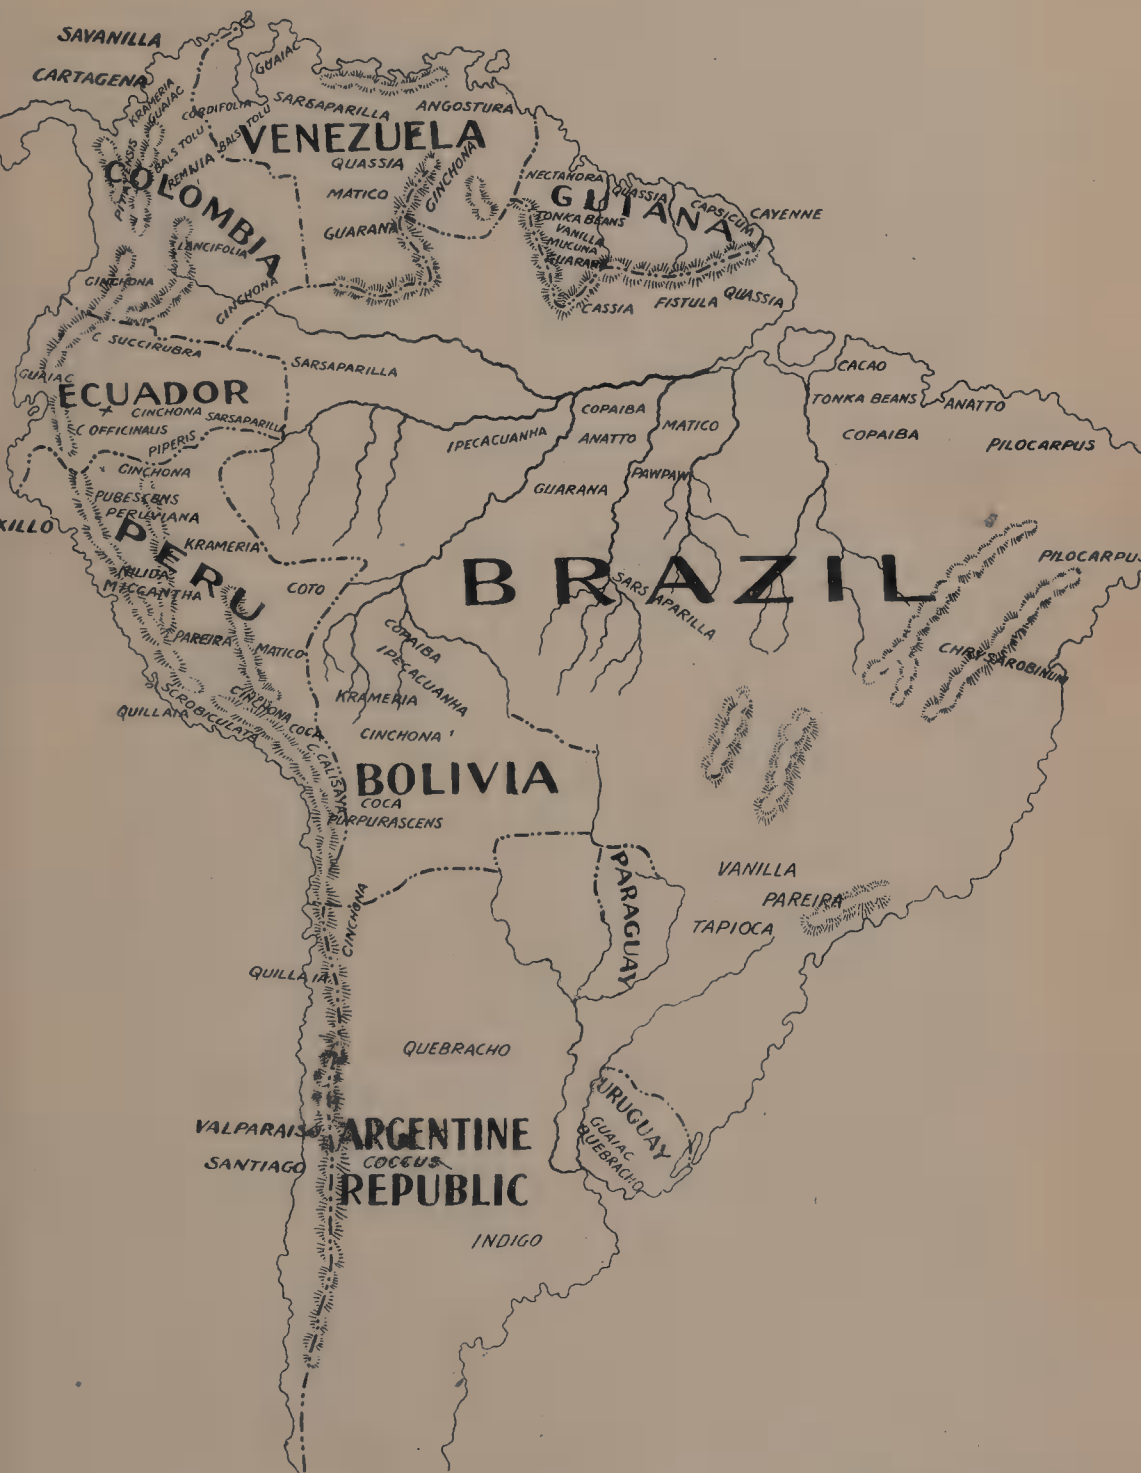 SAVANILLA
CARTAGENA
KRAMERIA
GUAIAC
CORDIFOLIA
GUAIAC
SARSAPARILLA
ANGOSTURA
BALS TOLU
BALS TOLU
REMIJIA
VENEZUELA
QUASSIA
MATICO
GUARANA
CINCHONA
COLOMBIA
LANCIFOLIA
CINCHONA
CINCHONA
NECTANDRA
QUASSIA
CAPSICUM
CAYENNE
GUIANA
TONKA BEANS
VANILLA
MUCUNA
GUARANA
CASSIA FISTULA
QUASSIA
C SUCCIRUBRA
SARSAPARILLA
GUAIAC
ECUADOR
CINCHONA
SARSAPARILLA
C OFFICINALIS
PIPERIS
CINCHONA
PUBESCENS
PERUVIANA
XILLO
PERU
KRAMERIA
MICCANTHA
COTO
PAREIRA
MATICO
CINCHONA
SCROBICULATA
QUILLAIA
COCA
C. CALISAYA
CACAO
TONKA BEANS
ANATTO
COPAIBA
PILOCARPUS
COPAIBA
MATICO
IPECACUANHA
ANATTO
PAWPAW
GUARANA
BRAZIL
SARSAPARILLA
PILOCARPUS
CHRYSAROBINUM
COPAIBA
IPECACUANHA
KRAMERIA
CINCHONA
BOLIVIA
COCA
PURPURASCENS
PARAGUAY
VANILLA
PAREIRA
TAPIOCA
CINCHONA
QUILLAIA
QUEBRACHO
URUGUAY
GUAIAC
QUEBRACHO
VALPARAISO
SANTIAGO
ARGENTINE
COCCUS
REPUBLIC
INDIGO